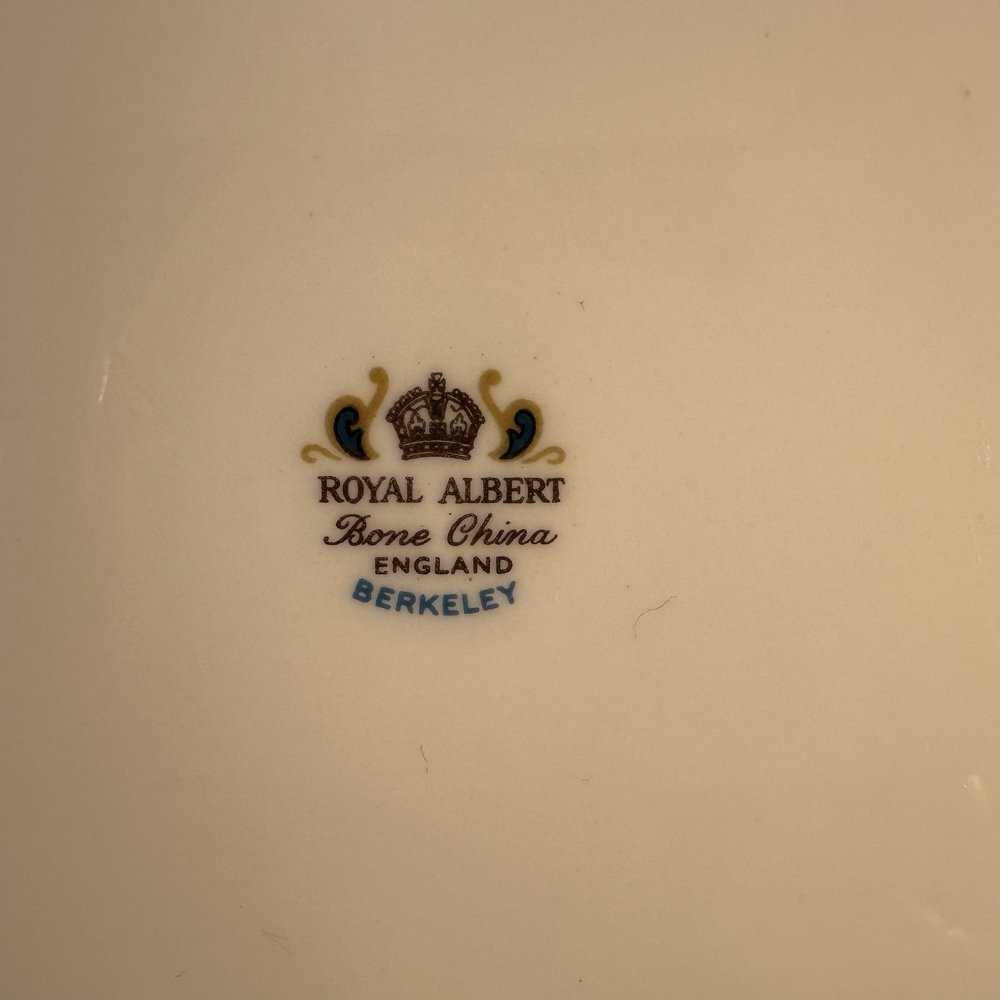 ROYAL ALBERT
Bone China
ENGLAND
BERKELEY